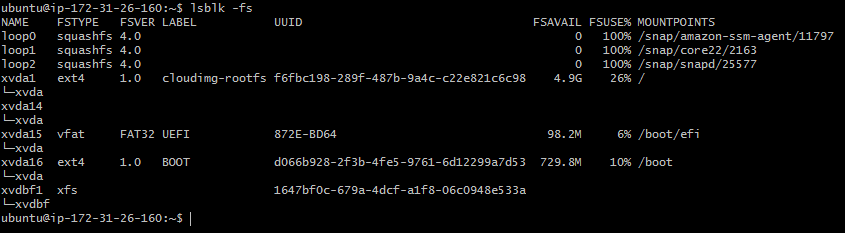 ubuntu@ip-172-31-26-160:~$ lsblk -fs
NAME FSTYPE FSVER LABEL UUID FSAVAIL FSUSE% MOUNTPOINTS
loop0 squashfs 4.0 0 100% /snap/amazon-ssm-agent/11797
loop1 squashfs 4.0 0 100% /snap/core22/2163
loop2 squashfs 4.0 0 100% /snap/snapd/25577
xvda1 ext4 1.0 cloudimg-rootfs f6fbc198-289f-487b-9a4c-c22e821c6c98 4.9G 26% /
└─xvda
xvda14
└─xvda
xvda15 vfat FAT32 UEFI 872E-BD64 98.2M 6% /boot/efi
└─xvda
xvda16 ext4 1.0 BOOT d066b928-2f3b-4fe5-9761-6d12299a7d53 729.8M 10% /boot
└─xvda
xvdbf1 xfs 1647bf0c-679a-4dcf-a1f8-06c0948e533a
└─xvdbf
ubuntu@ip-172-31-26-160:~$